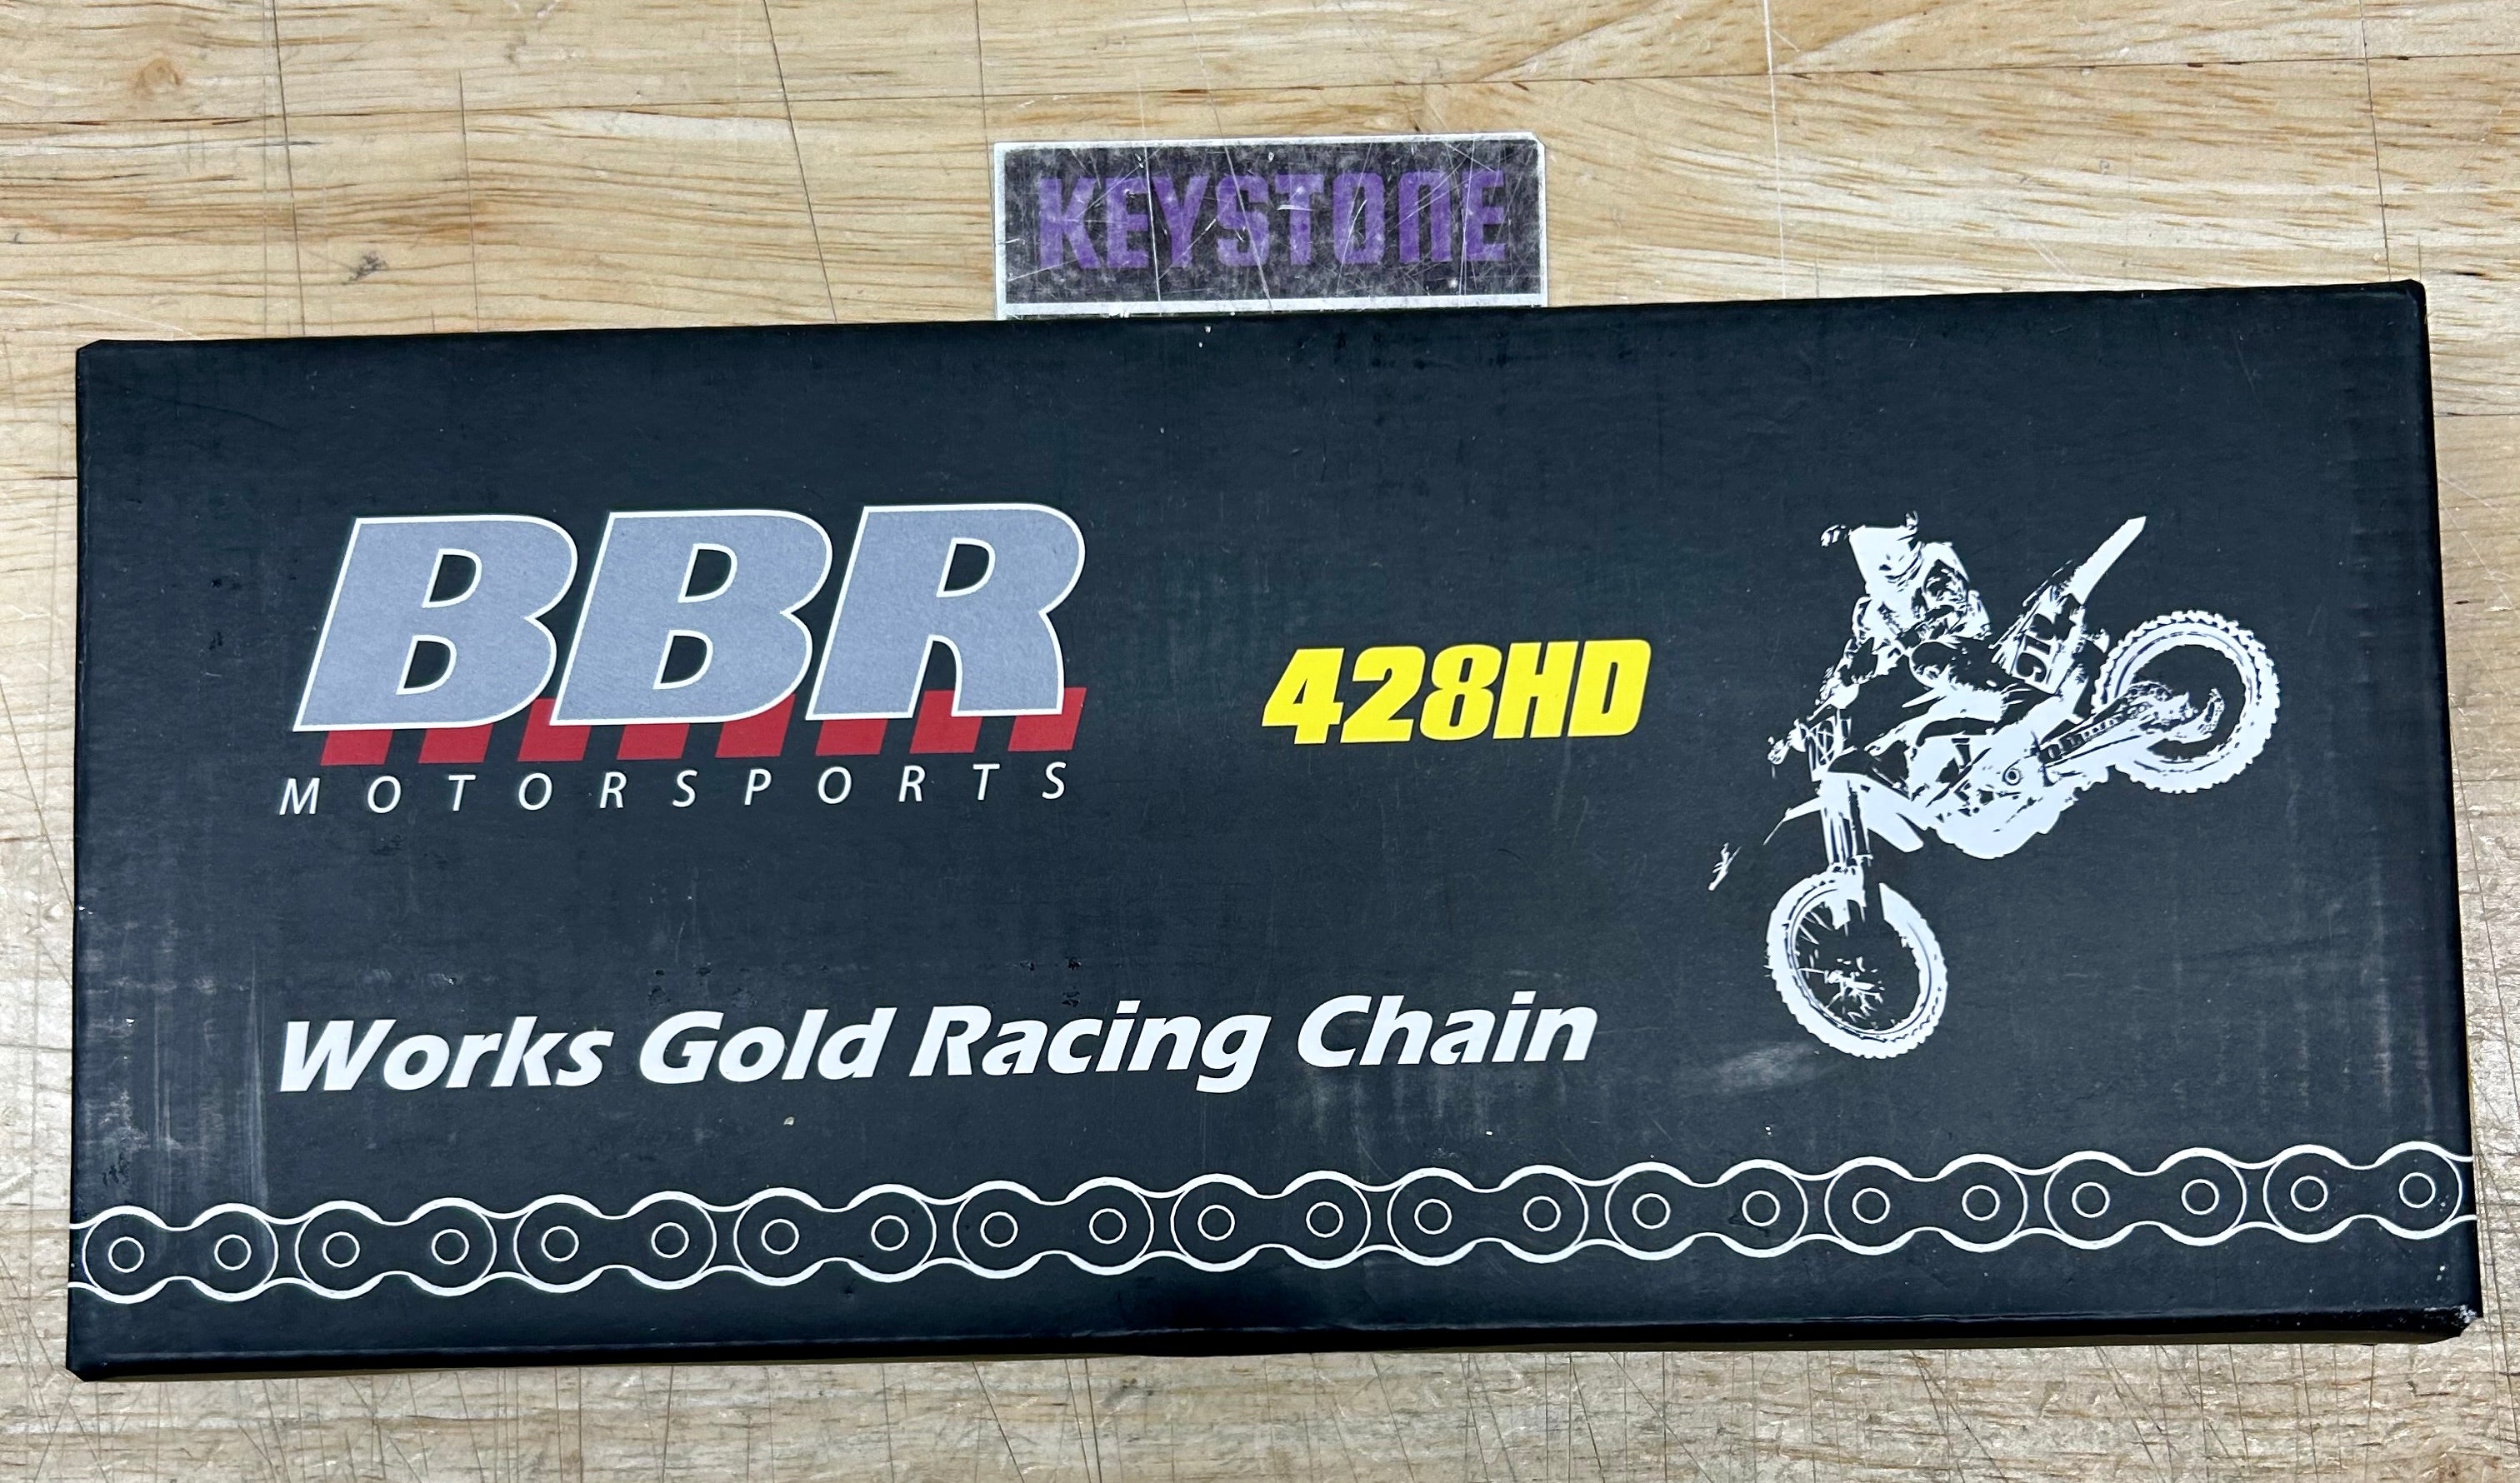 KEYSTONE
BBR
MOTORSPORTS
428HD
Works Gold Racing Chain